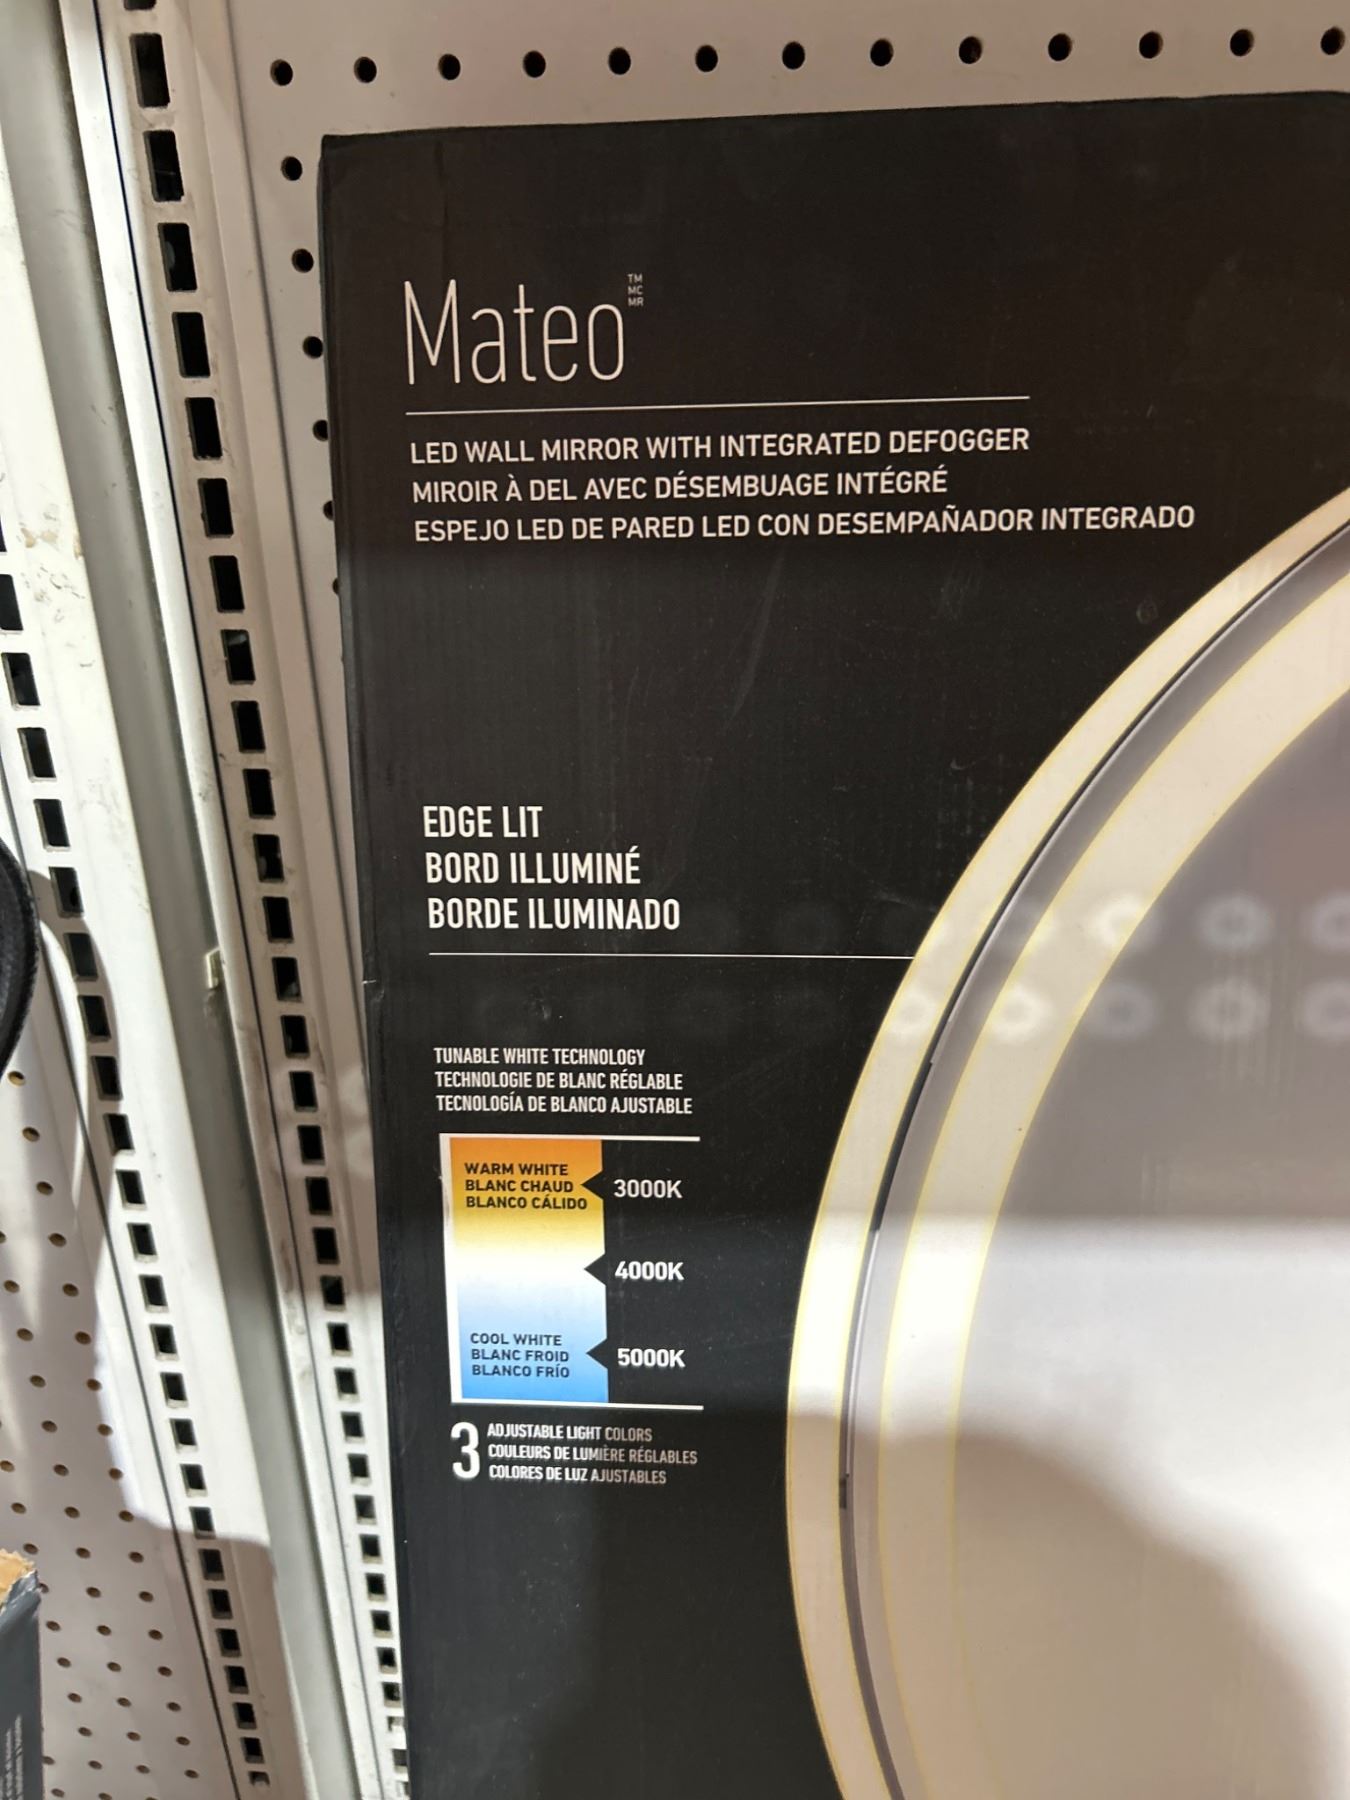 Mateo™
MC
MR
LED WALL MIRROR WITH INTEGRATED DEFOGGER
MIROIR À DEL AVEC DÉSEMBUAGE INTÉGRÉ
ESPEJO LED DE PARED LED CON DESEMPAÑADOR INTEGRADO
EDGE LIT
BORD ILLUMINÉ
BORDE ILUMINADO
TUNABLE WHITE TECHNOLOGY
TECHNOLOGIE DE BLANC RÉGLABLE
TECNOLOGÍA DE BLANCO AJUSTABLE
WARM WHITE
BLANC CHAUD
BLANCO CÁLIDO
3000K
4000K
COOL WHITE
BLANC FROID
BLANCO FRÍO
5000K
3 ADJUSTABLE LIGHT COLORS
COULEURS DE LUMIÈRE RÉGLABLES
COLORES DE LUZ AJUSTABLES